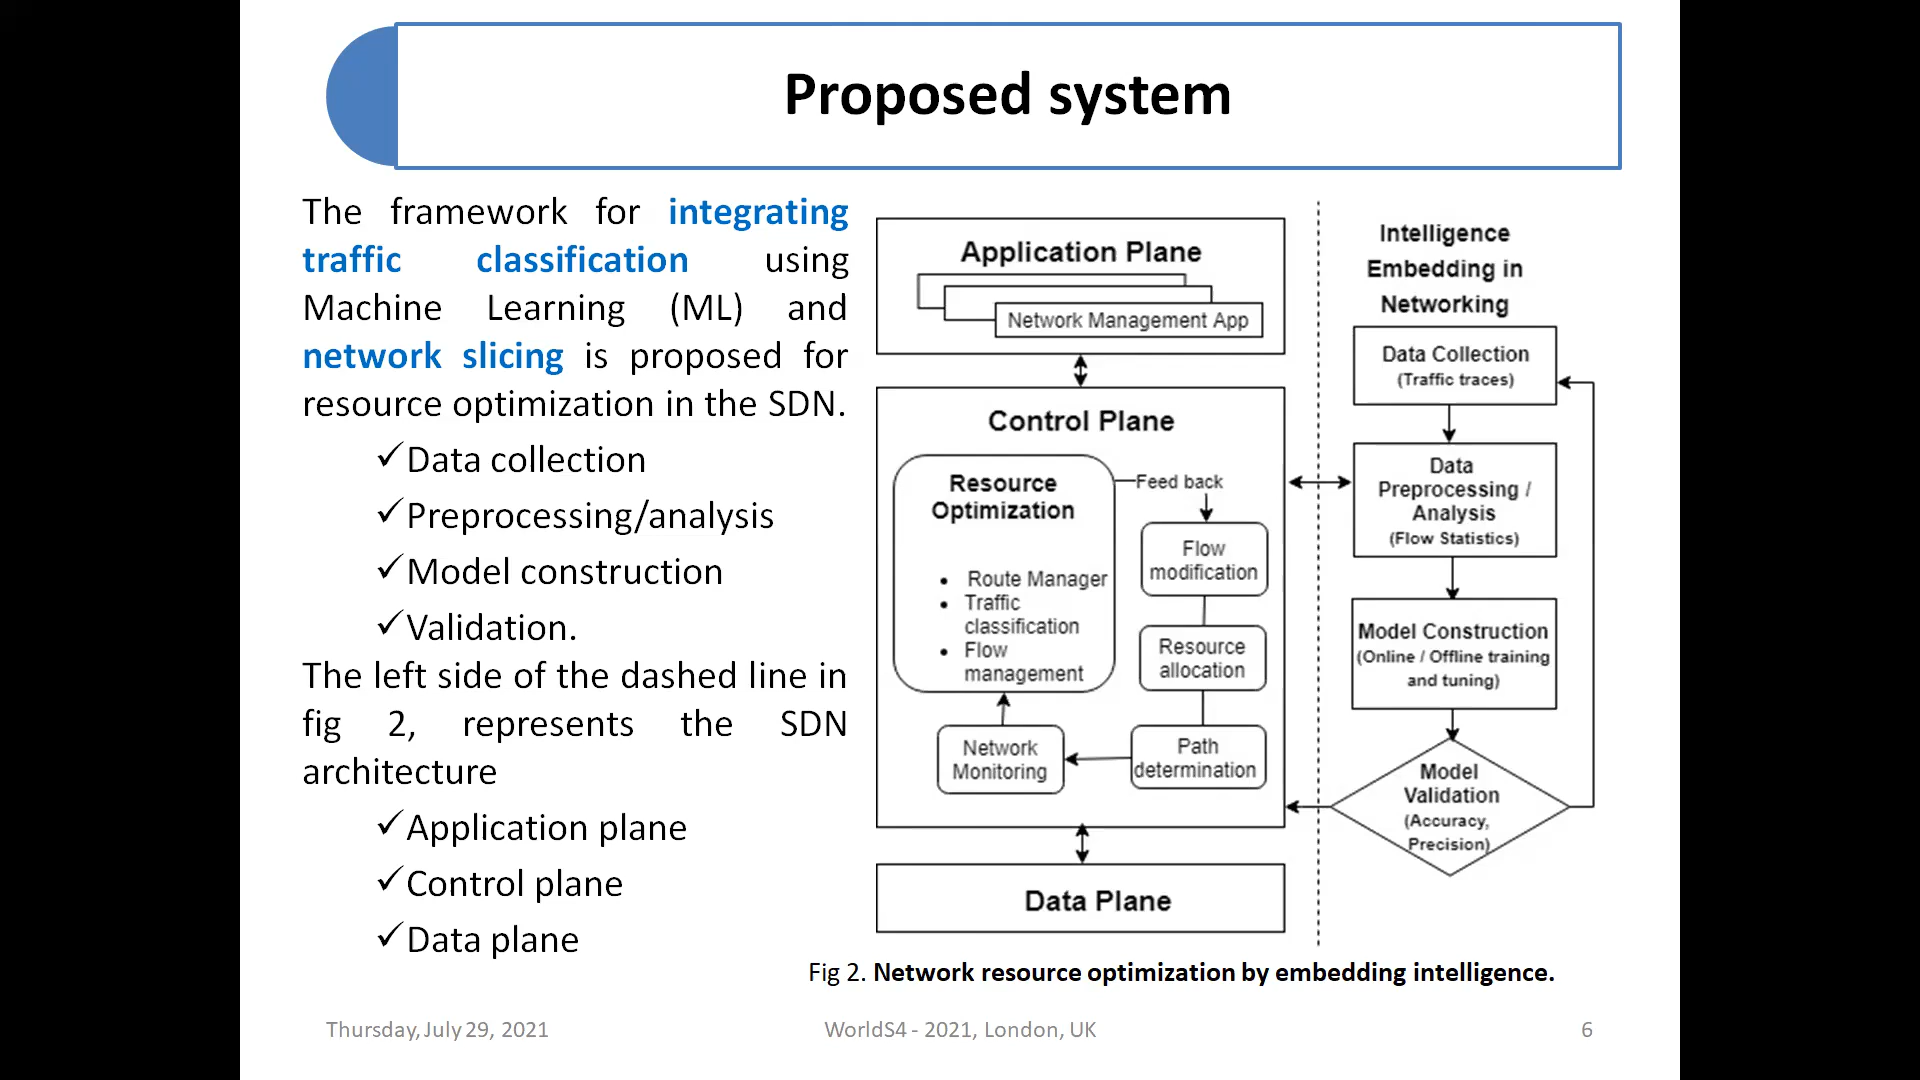 Proposed system
The framework for integrating
traffic classification using
Machine Learning (ML) and
network slicing is proposed for
resource optimization in the SDN.
✓Data collection
✓Preprocessing/analysis
✓Model construction
✓Validation.
The left side of the dashed line in
fig 2, represents the SDN
architecture
✓Application plane
✓Control plane
✓Data plane
Application Plane
Network Management App
Control Plane
Resource
Optimization
• Route Manager
• Traffic
classification
• Flow
management
Feed back
Flow
modification
Resource
allocation
Path
determination
Network
Monitoring
Data Plane
Intelligence
Embedding in
Networking
Data Collection
(Traffic traces)
Data
Preprocessing /
Analysis
(Flow Statistics)
Model Construction
(Online / Offline training
and tuning)
Model
Validation
(Accuracy,
Precision)
Fig 2. Network resource optimization by embedding intelligence.
Thursday, July 29, 2021
WorldS4 - 2021, London, UK
6